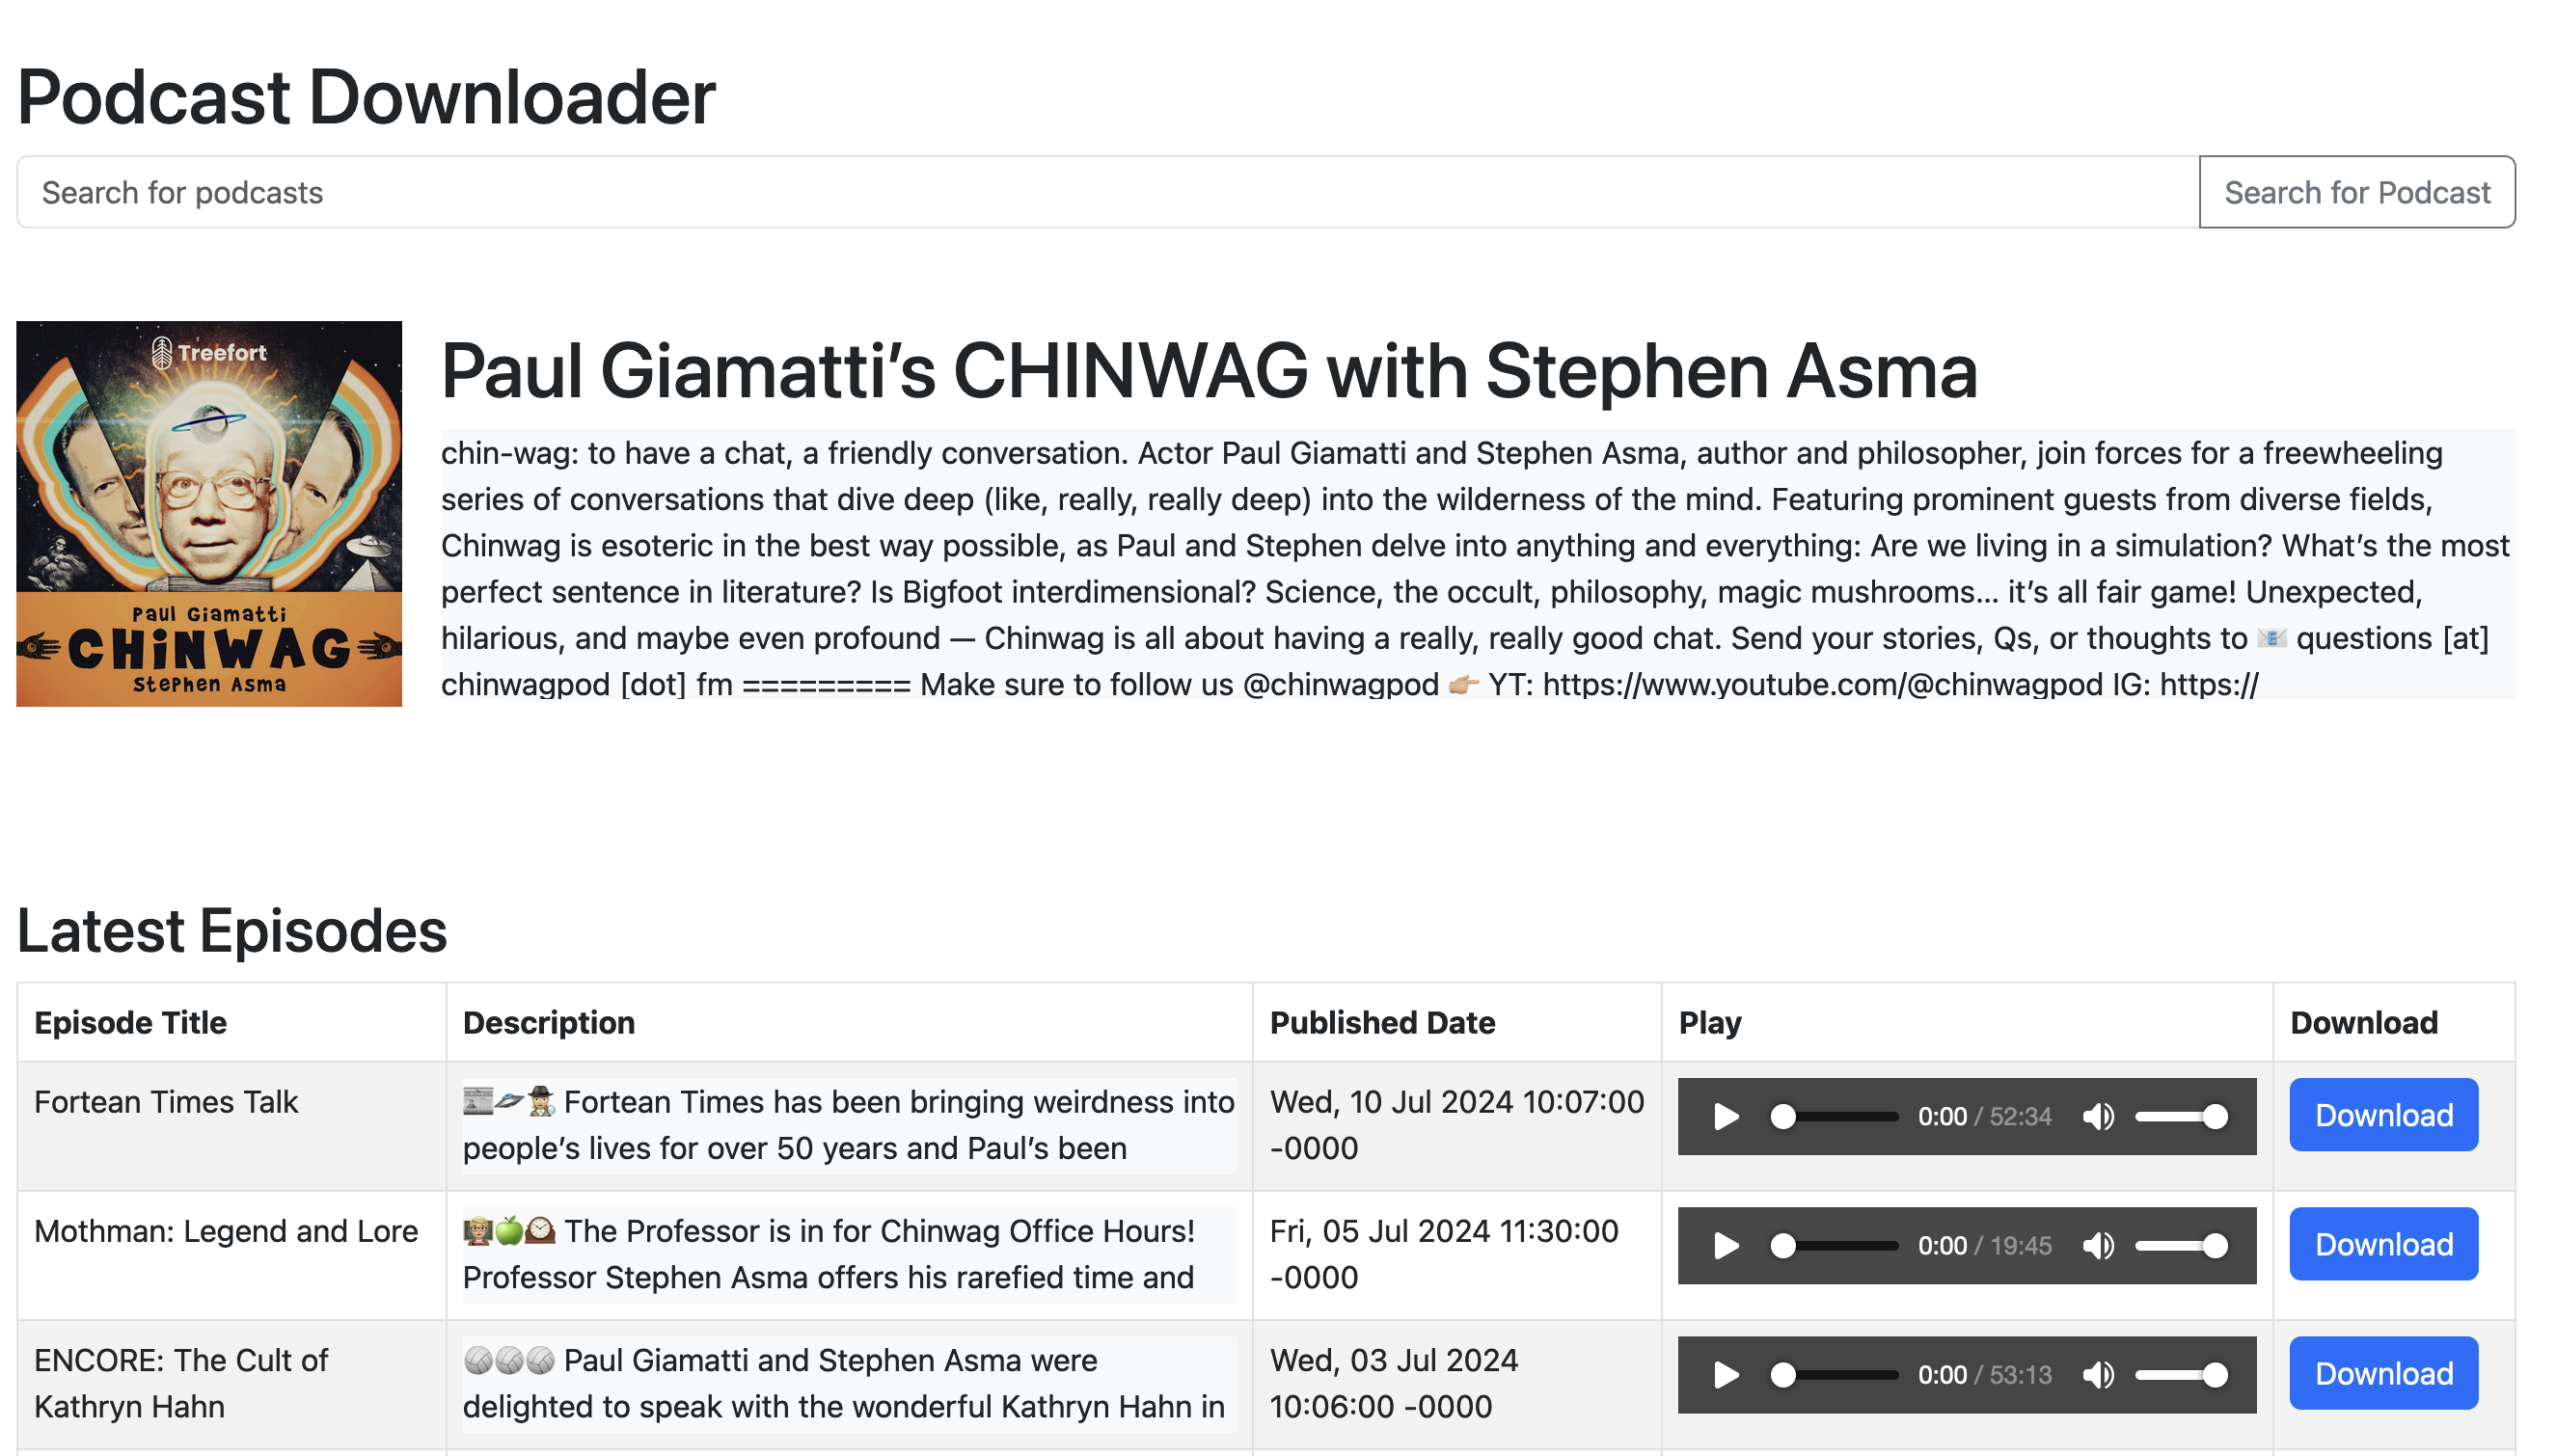 Podcast Downloader
Search for podcasts
Search for Podcast
Treefort
Paul Giamatti
CHiNWAG
Stephen Asma
Paul Giamatti’s CHINWAG with Stephen Asma
chin-wag: to have a chat, a friendly conversation. Actor Paul Giamatti and Stephen Asma, author and philosopher, join forces for a freewheeling
series of conversations that dive deep (like, really, really deep) into the wilderness of the mind. Featuring prominent guests from diverse fields,
Chinwag is esoteric in the best way possible, as Paul and Stephen delve into anything and everything: Are we living in a simulation? What’s the most
perfect sentence in literature? Is Bigfoot interdimensional? Science, the occult, philosophy, magic mushrooms... it’s all fair game! Unexpected,
hilarious, and maybe even profound — Chinwag is all about having a really, really good chat. Send your stories, Qs, or thoughts to 📧 questions [at]
chinwagpod [dot] fm ========= Make sure to follow us @chinwagpod 👉🏼 YT: https://www.youtube.com/@chinwagpod IG: https://
Latest Episodes
Episode Title
Description
Published Date
Play
Download
Fortean Times Talk
📰🛸🕵🏼 Fortean Times has been bringing weirdness into
people’s lives for over 50 years and Paul’s been
Wed, 10 Jul 2024 10:07:00
-0000
0:00 / 52:34
Download
Mothman: Legend and Lore
👨🏼‍🏫🍏🕰️ The Professor is in for Chinwag Office Hours!
Professor Stephen Asma offers his rarefied time and
Fri, 05 Jul 2024 11:30:00
-0000
0:00 / 19:45
Download
ENCORE: The Cult of
Kathryn Hahn
🏐🏐🏐 Paul Giamatti and Stephen Asma were
delighted to speak with the wonderful Kathryn Hahn in
Wed, 03 Jul 2024
10:06:00 -0000
0:00 / 53:13
Download